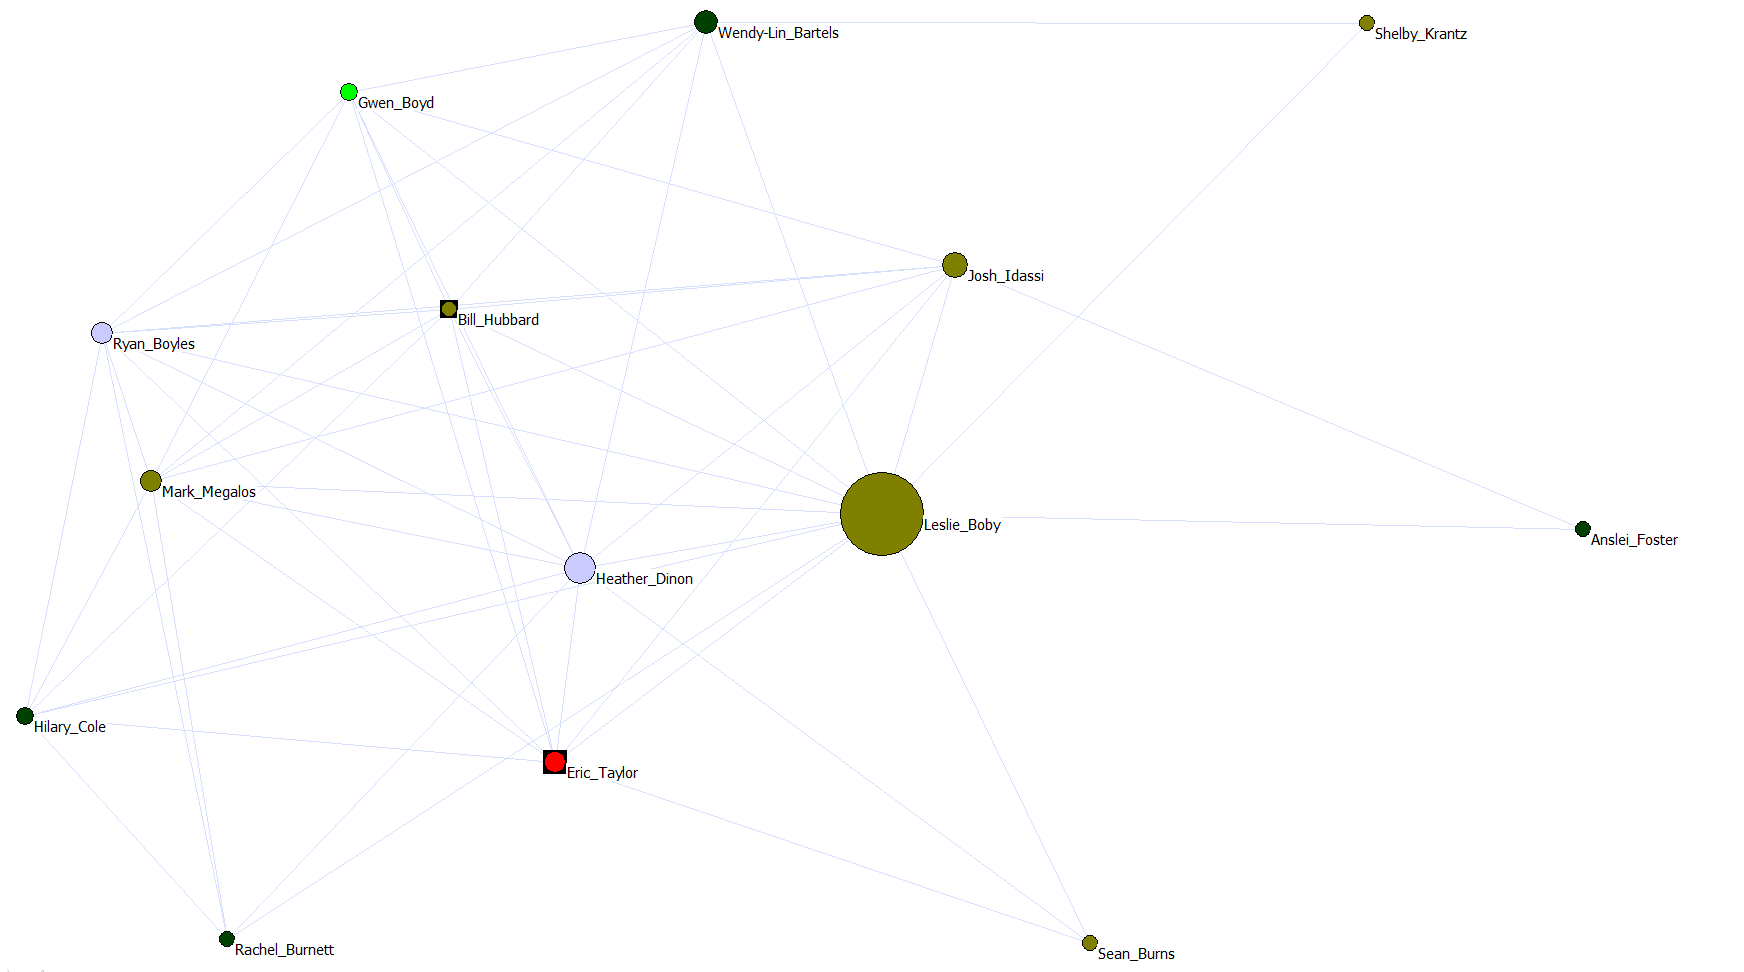 Wendy-Lin_Bartels
Shelby_Krantz
Gwen_Boyd
Josh_Idassi
Bill_Hubbard
Ryan_Boyles
Mark_Megalos
Leslie_Boby
Anslei_Foster
Heather_Dinon
Hilary_Cole
Eric_Taylor
Rachel_Burnett
Sean_Burns